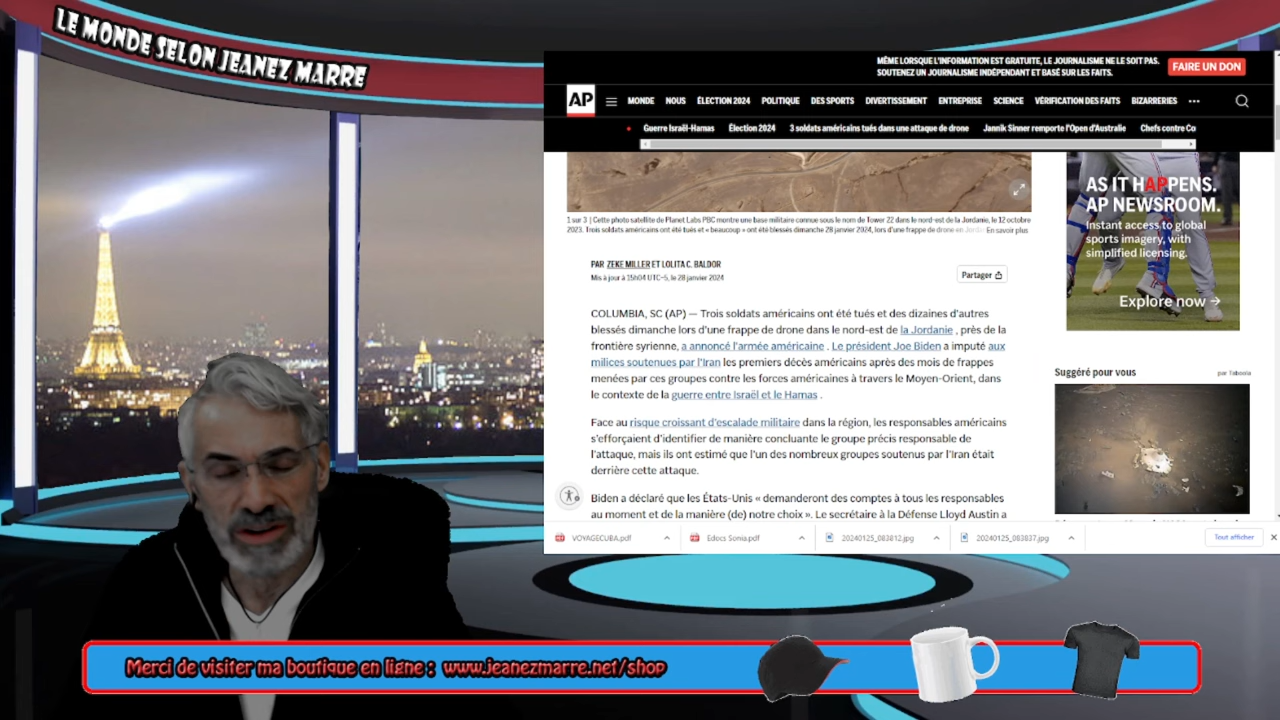 LE MONDE SELON JEANEZ MARRE
MÊME LORSQUE L'INFORMATION EST GRATUITE, LE JOURNALISME NE LE SOIT PAS.
SOUTENEZ UN JOURNALISME INDÉPENDANT ET BASÉ SUR LES FAITS.
FAIRE UN DON
AP
MONDE NOUS ÉLECTION 2024 POLITIQUE DES SPORTS DIVERTISSEMENT ENTREPRISE SCIENCE VÉRIFICATION DES FAITS BIZARRERIES
Guerre Israël-Hamas Élection 2024 3 soldats américains tués dans une attaque de drone Jannik Sinner remporte l'Open d'Australie Chefs contre Co
1 sur 3 | Cette photo satellite de Planet Labs PBC montre une base militaire connue sous le nom de Tower 22 dans le nord-est de la Jordanie, le 12 octobre
2023. Trois soldats américains ont été tués et « beaucoup » ont été blessés dimanche 28 janvier 2024, lors d'une frappe de drone en Jordanie En savoir plus
PAR ZEKE MILLER ET LOLITA C. BALDOR
Mis à jour à 15h04 UTC−5, le 28 janvier 2024
Partager
COLUMBIA, SC (AP) — Trois soldats américains ont été tués et des dizaines d'autres
blessés dimanche lors d'une frappe de drone dans le nord-est de la Jordanie , près de la
frontière syrienne, a annoncé l'armée américaine . Le président Joe Biden a imputé aux
milices soutenues par l'Iran les premiers décès américains après des mois de frappes
menées par ces groupes contre les forces américaines à travers le Moyen-Orient, dans
le contexte de la guerre entre Israël et le Hamas .
Face au risque croissant d'escalade militaire dans la région, les responsables américains
s'efforçaient d'identifier de manière concluante le groupe précis responsable de
l'attaque, mais ils ont estimé que l'un des nombreux groupes soutenus par l'Iran était
derrière cette attaque.
Biden a déclaré que les États-Unis « demanderont des comptes à tous les responsables
au moment et de la manière (de) notre choix ». Le secrétaire à la Défense Lloyd Austin a
AS IT HAPPENS.
AP NEWSROOM.
Instant access to global
sports imagery, with
simplified licensing.
Explore now →
Suggéré pour vous
par Taboola
VOYAGECUBA.pdf
Edocs Sonia.pdf
20240125_083812.jpg
20240125_083837.jpg
Tout afficher
Merci de visiter ma boutique en ligne : www.jeanezmarre.net/shop